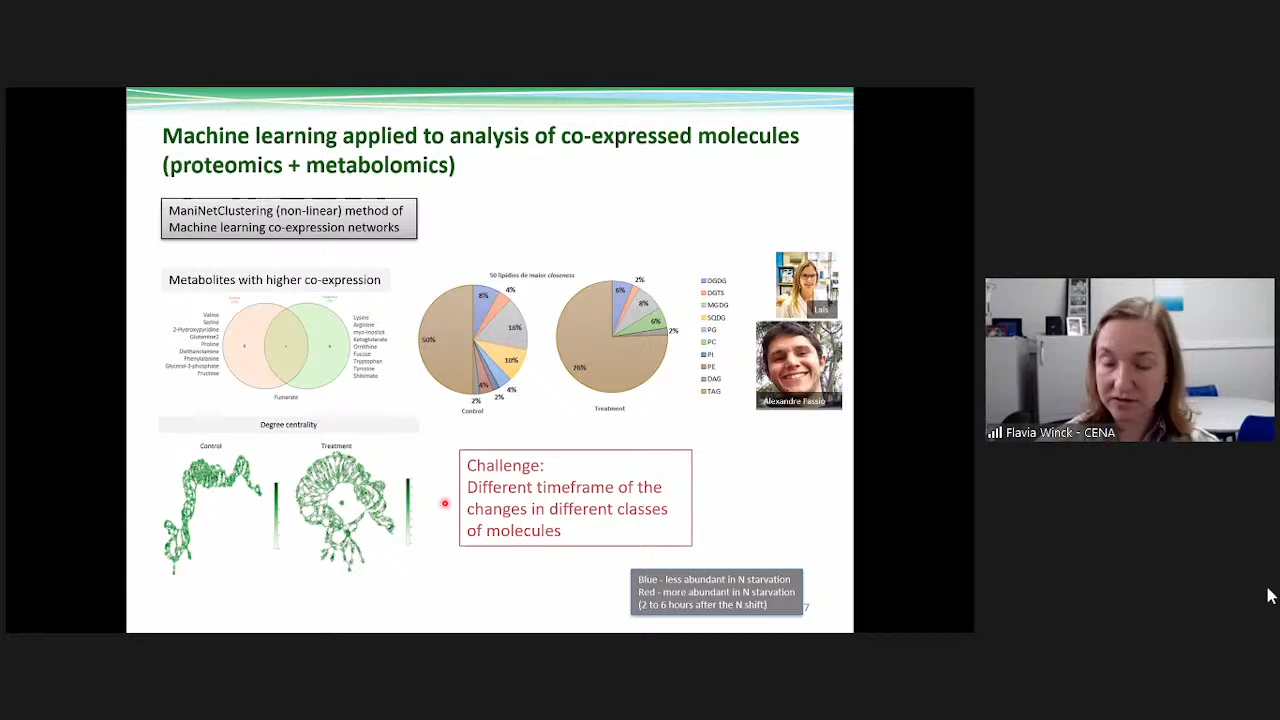 Machine learning applied to analysis of co-expressed molecules
(proteomics + metabolomics)
ManiNetClustering (non-linear) method of
Machine learning co-expression networks
Metabolites with higher co-expression
Valine
Serine
2-Hydroxypyridine
Glutamine2
Proline
Diethanolamine
Phenylalanine
Glycerol-3-phosphate
Fructose
Lysine
Arginine
myo-inositol
Ketoglutarate
Ornithine
Fucose
Tryptophan
Tyrosine
Shikimate
Fumarate
50 lipídios de maior closeness
8%
4%
16%
10%
4%
2%
4%
2%
50%
Control
2%
6%
8%
6%
2%
76%
Treatment
DGDG
DGTS
MGDG
SQDG
PG
PC
PI
PE
DAG
TAG
Lais
Alexandre Fassio
Degree centrality
Control
Treatment
Challenge:
Different timeframe of the
changes in different classes
of molecules
Blue - less abundant in N starvation
Red - more abundant in N starvation
(2 to 6 hours after the N shift)
7
Flavia Winck - CENA